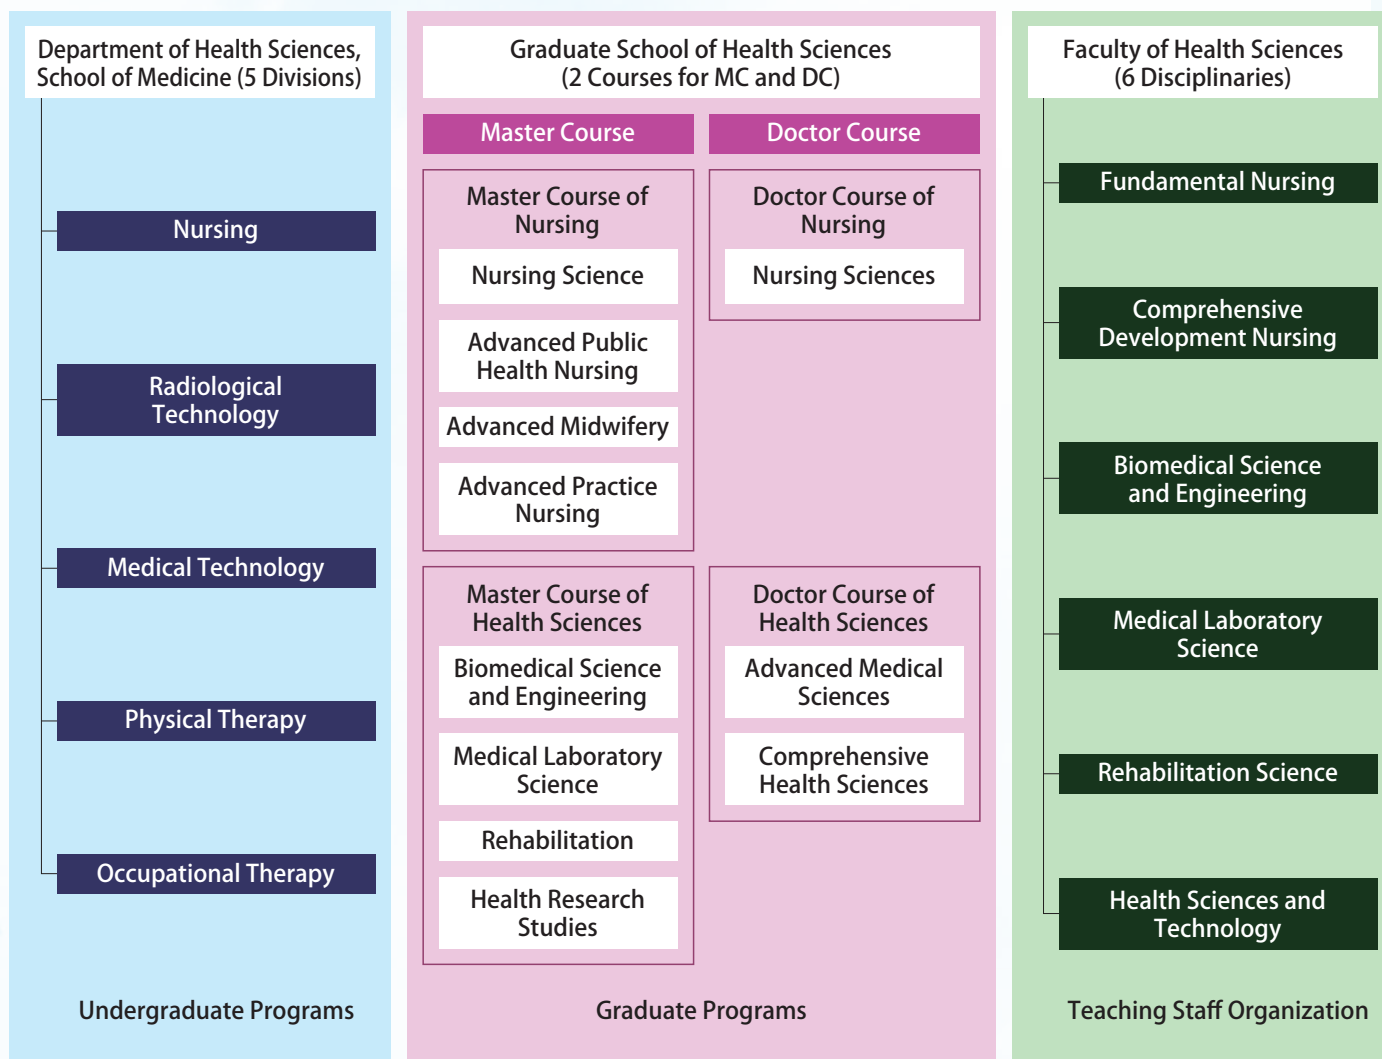 Department of Health Sciences,
School of Medicine (5 Divisions)
Nursing
Radiological
Technology
Medical Technology
Physical Therapy
Occupational Therapy
Undergraduate Programs
Graduate School of Health Sciences
(2 Courses for MC and DC)
Master Course
Master Course of
Nursing
Nursing Science
Advanced Public
Health Nursing
Advanced Midwifery
Advanced Practice
Nursing
Master Course of
Health Sciences
Biomedical Science
and Engineering
Medical Laboratory
Science
Rehabilitation
Health Research
Studies
Doctor Course
Doctor Course of
Nursing
Nursing Sciences
Doctor Course of
Health Sciences
Advanced Medical
Sciences
Comprehensive
Health Sciences
Graduate Programs
Faculty of Health Sciences
(6 Disciplinaries)
Fundamental Nursing
Comprehensive
Development Nursing
Biomedical Science
and Engineering
Medical Laboratory
Science
Rehabilitation Science
Health Sciences and
Technology
Teaching Staff Organization